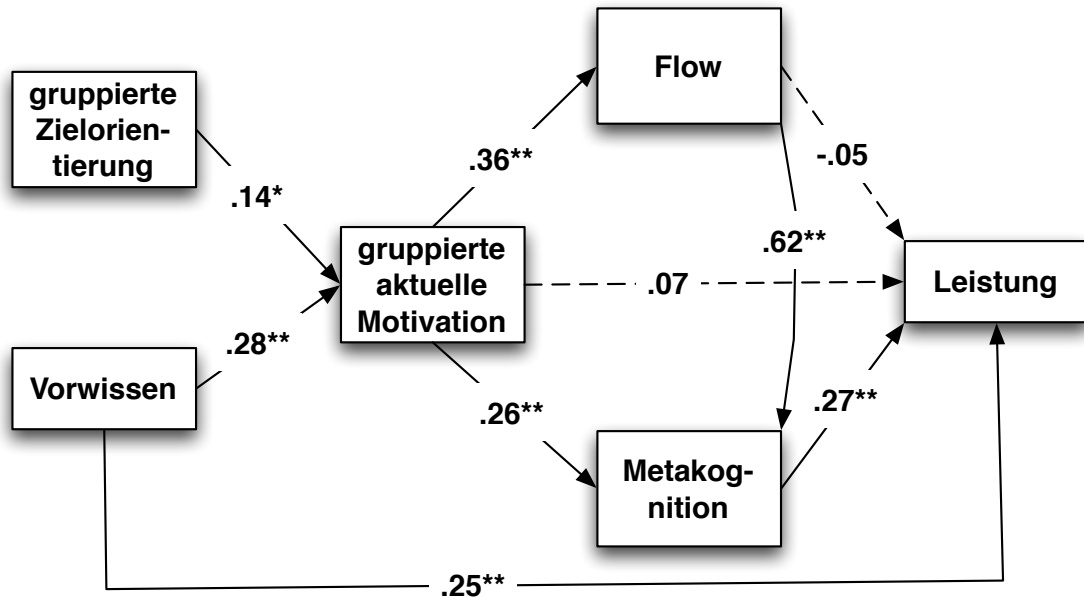 Flow
gruppierte
Zielorien-
tierung
-.05
.36**
.14*
.62**
gruppierte
aktuelle
Motivation
.07
Leistung
.28**
Vorwissen
.26**
.27**
Metakog-
nition
.25**